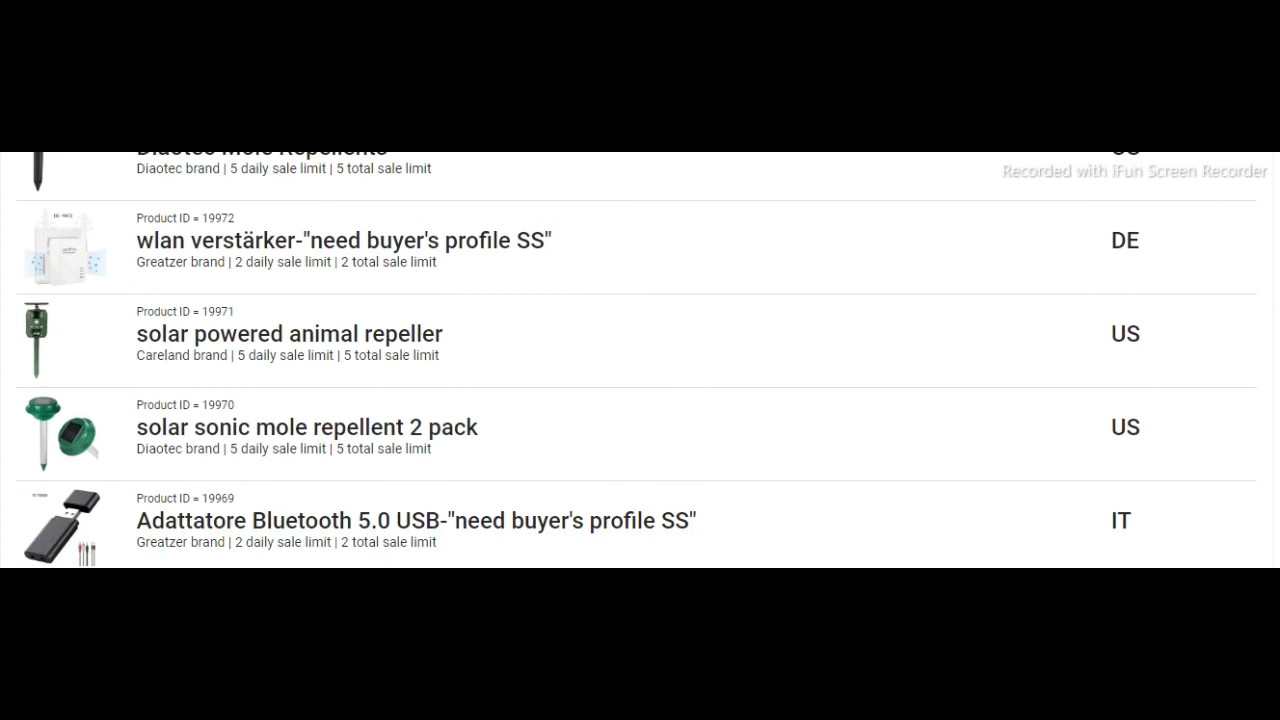 Diaotec Mole Repellents
US
Diaotec brand | 5 daily sale limit | 5 total sale limit
Recorded with iFun Screen Recorder
Product ID = 19972
wlan verstärker-"need buyer's profile SS"
DE
Greatzer brand | 2 daily sale limit | 2 total sale limit
Product ID = 19971
solar powered animal repeller
US
Careland brand | 5 daily sale limit | 5 total sale limit
Product ID = 19970
solar sonic mole repellent 2 pack
US
Diaotec brand | 5 daily sale limit | 5 total sale limit
Product ID = 19969
Adattatore Bluetooth 5.0 USB-"need buyer's profile SS"
IT
Greatzer brand | 2 daily sale limit | 2 total sale limit